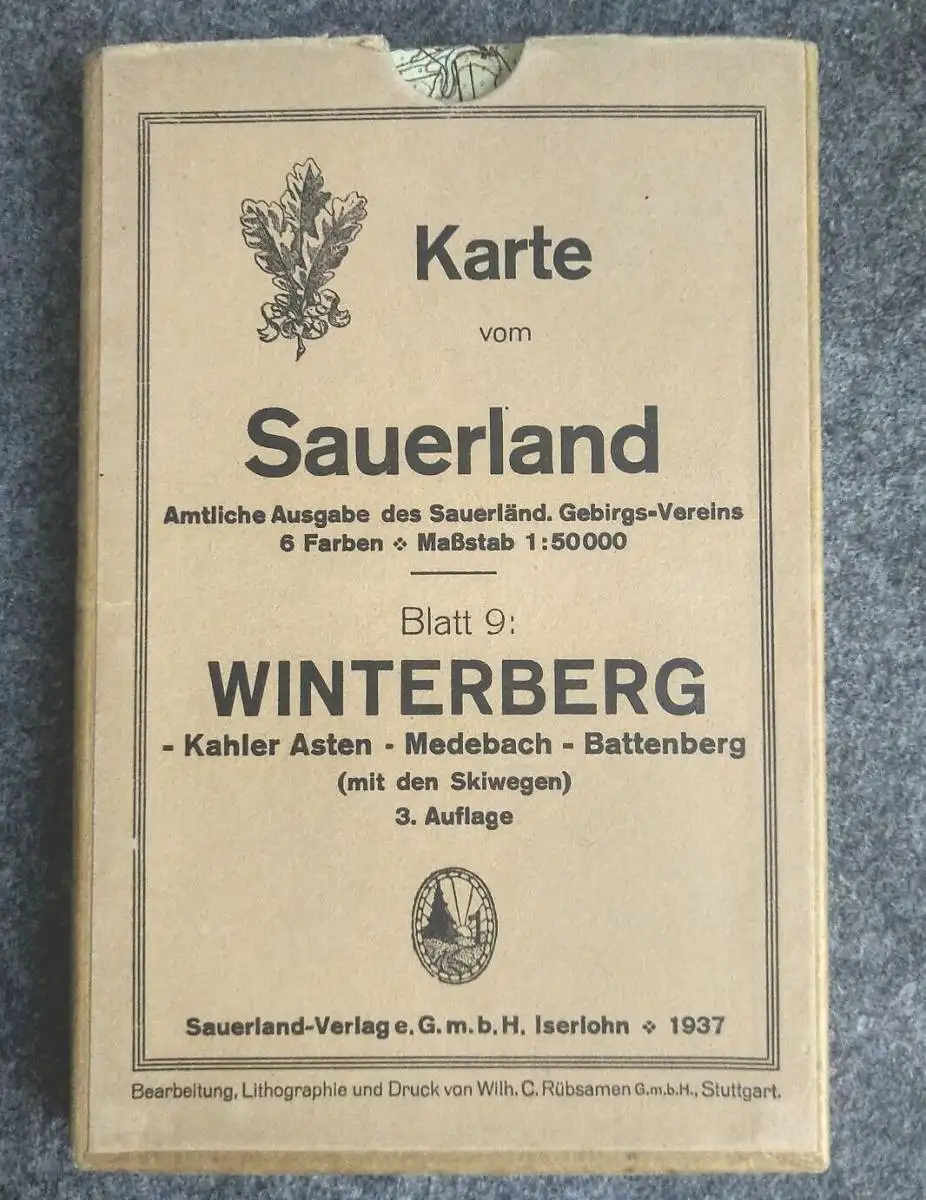 Karte
vom
Sauerland
Amtliche Ausgabe des Sauerländ. Gebirgs-Vereins
6 Farben ❖ Maßstab 1:50000
Blatt 9:
WINTERBERG
- Kahler Asten - Medebach - Battenberg
(mit den Skiwegen)
3. Auflage
Sauerland-Verlag e. G. m. b. H. Iserlohn ❖ 1937
Bearbeitung, Lithographie und Druck von Wilh. C. Rübsamen G.m.b.H., Stuttgart.